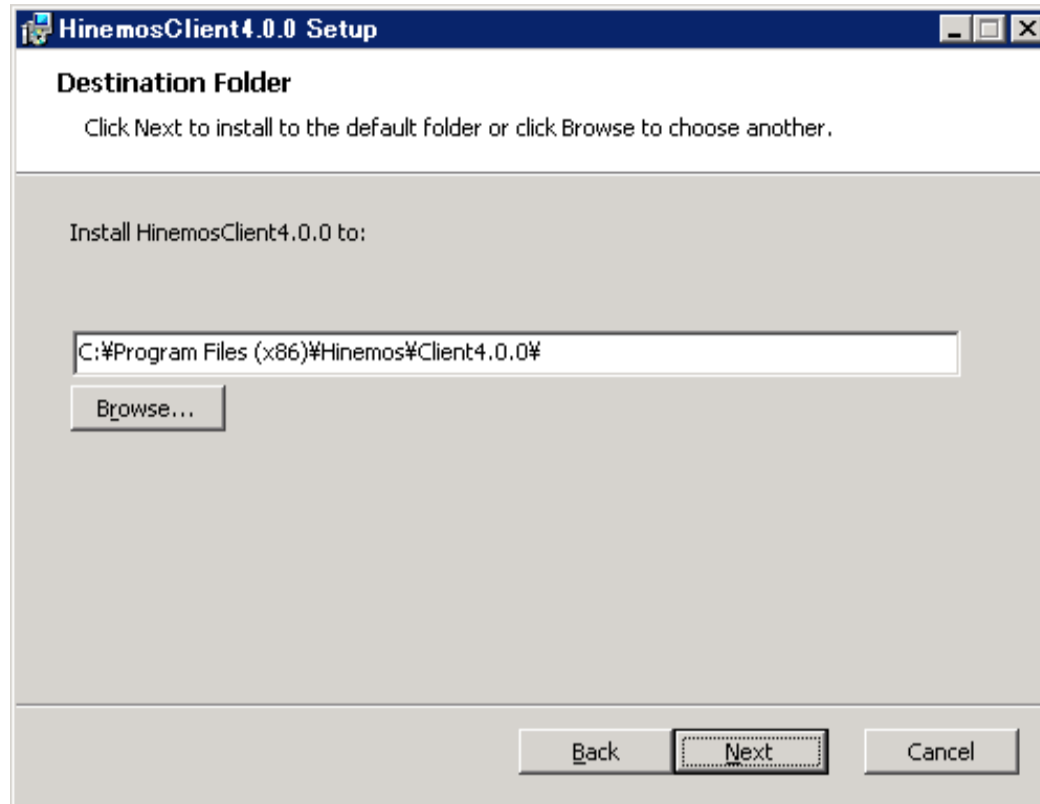 HinemosClient4.0.0 Setup
Destination Folder
Click Next to install to the default folder or click Browse to choose another.
Install HinemosClient4.0.0 to:
C:¥Program Files (x86)¥Hinemos¥Client4.0.0¥
Browse...
Back Next Cancel